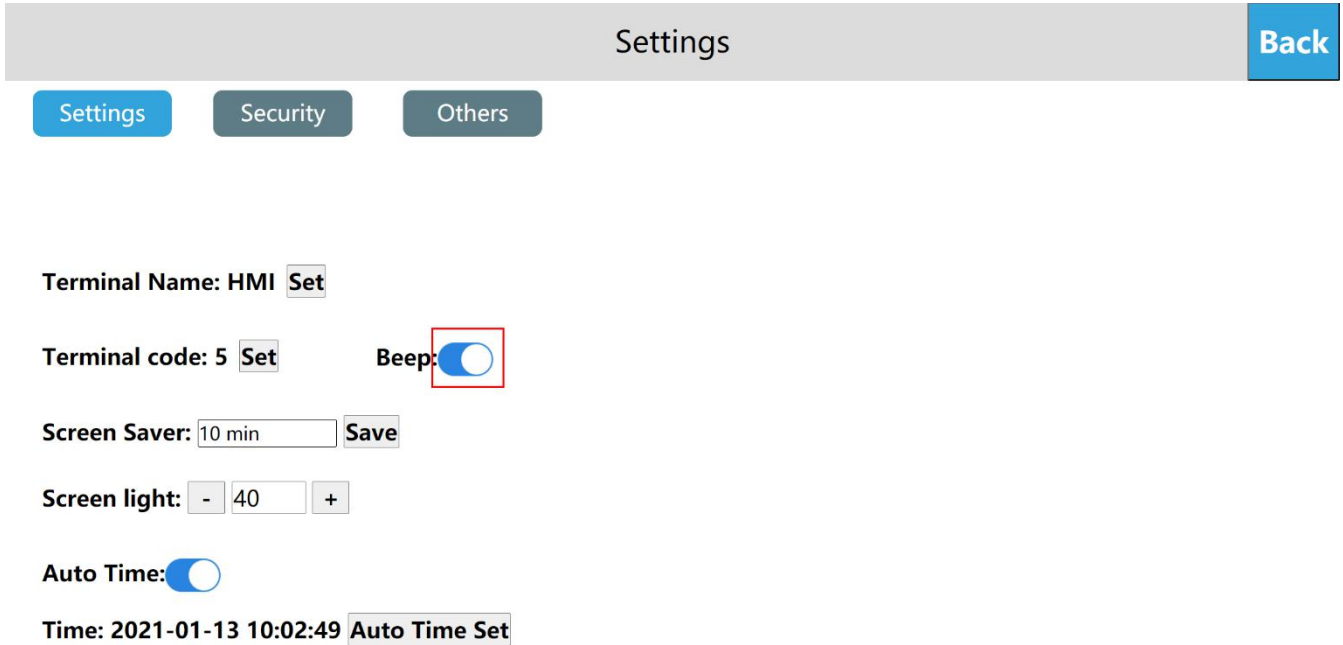 Settings
Back
Settings Security Others
Terminal Name: HMI Set
Terminal code: 5 Set Beep:
Screen Saver: 10 min Save
Screen light: - 40 +
Auto Time:
Time: 2021-01-13 10:02:49 Auto Time Set